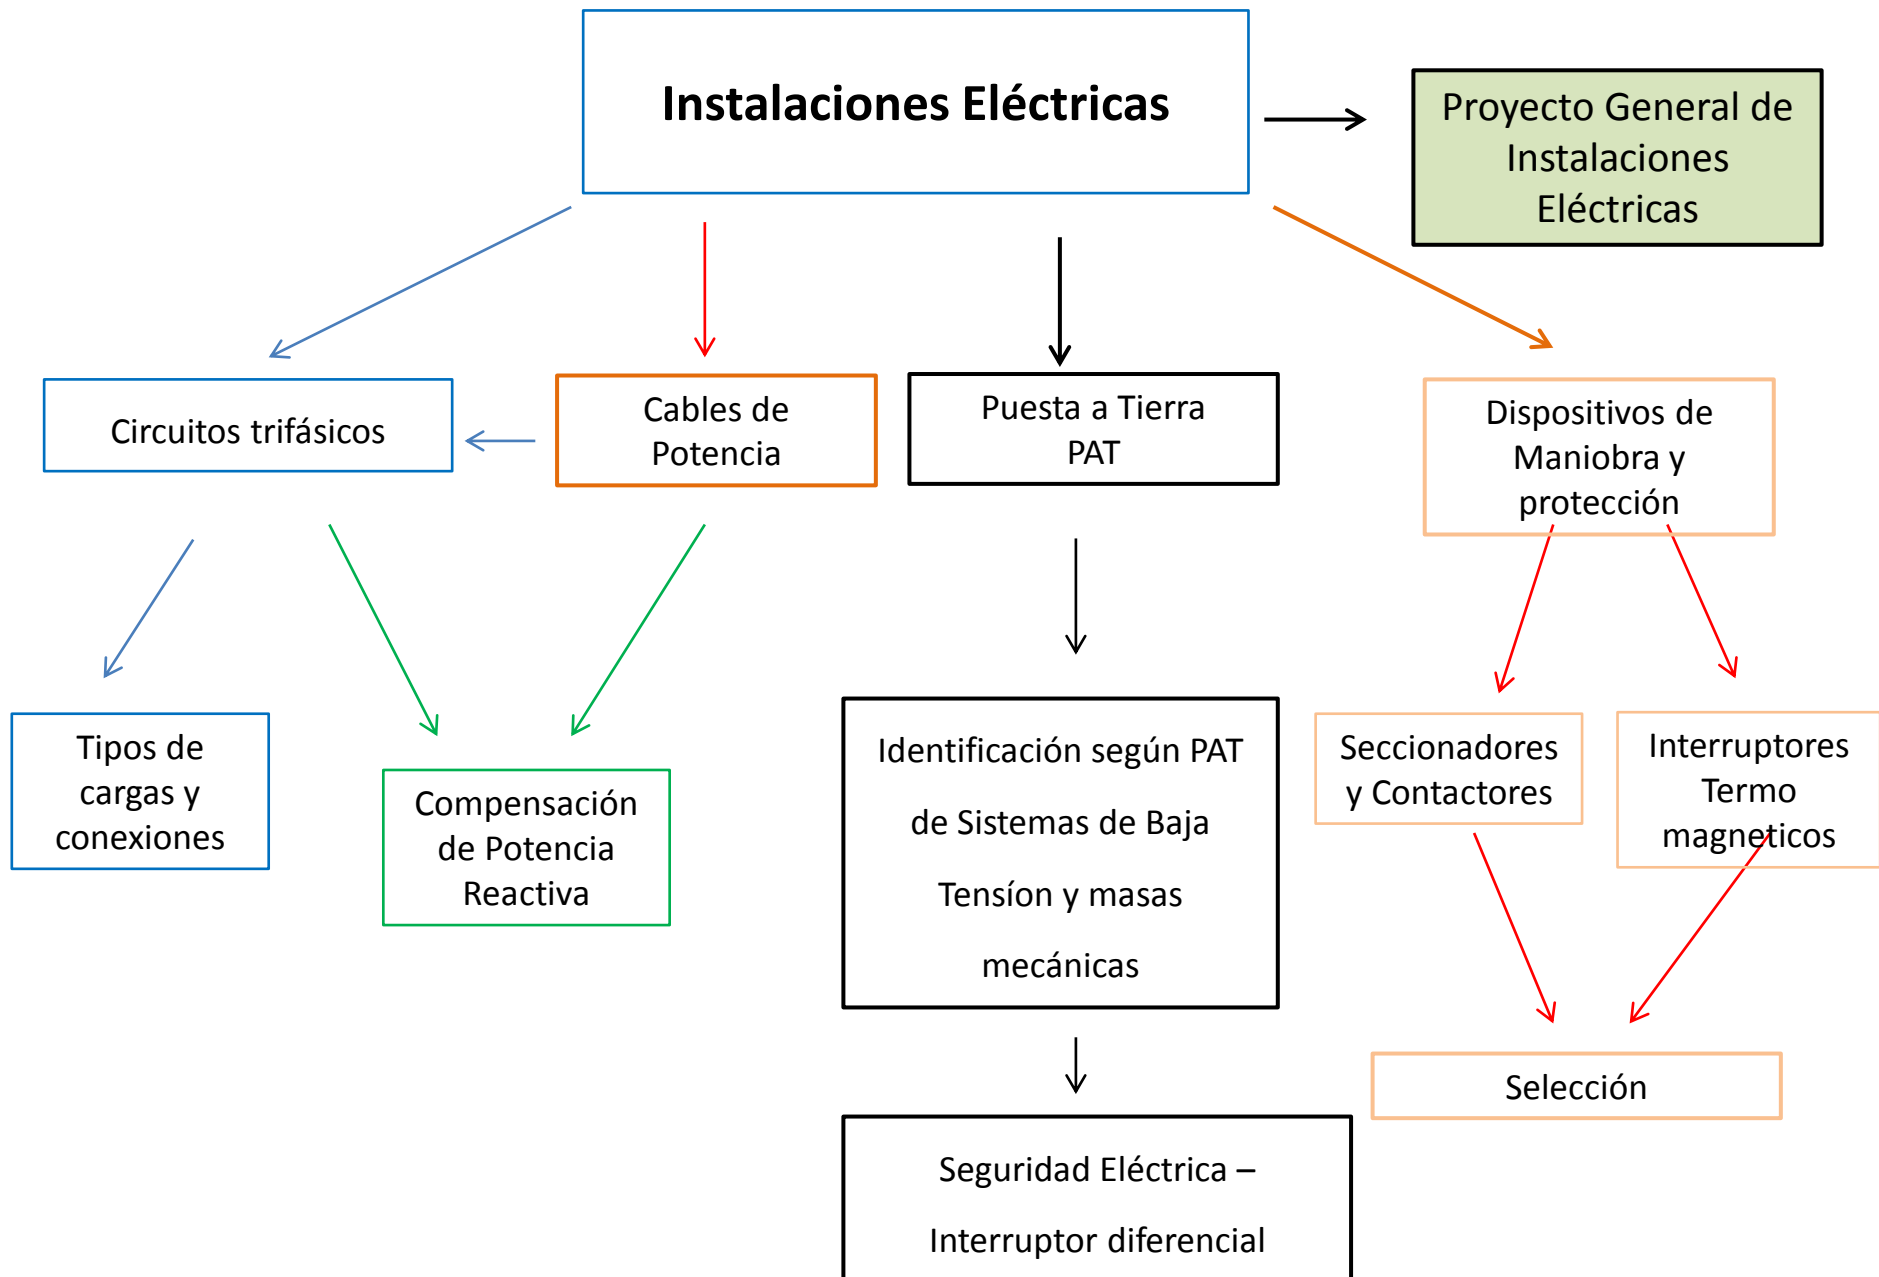 Instalaciones Eléctricas
Proyecto General de
Instalaciones
Eléctricas
Circuitos trifásicos
Cables de
Potencia
Puesta a Tierra
PAT
Dispositivos de
Maniobra y
protección
Tipos de
cargas y
conexiones
Compensación
de Potencia
Reactiva
Identificación según PAT
de Sistemas de Baja
Tensíon y masas
mecánicas
Seccionadores
y Contactores
Interruptores
Termo
magneticos
Selección
Seguridad Eléctrica –
Interruptor diferencial